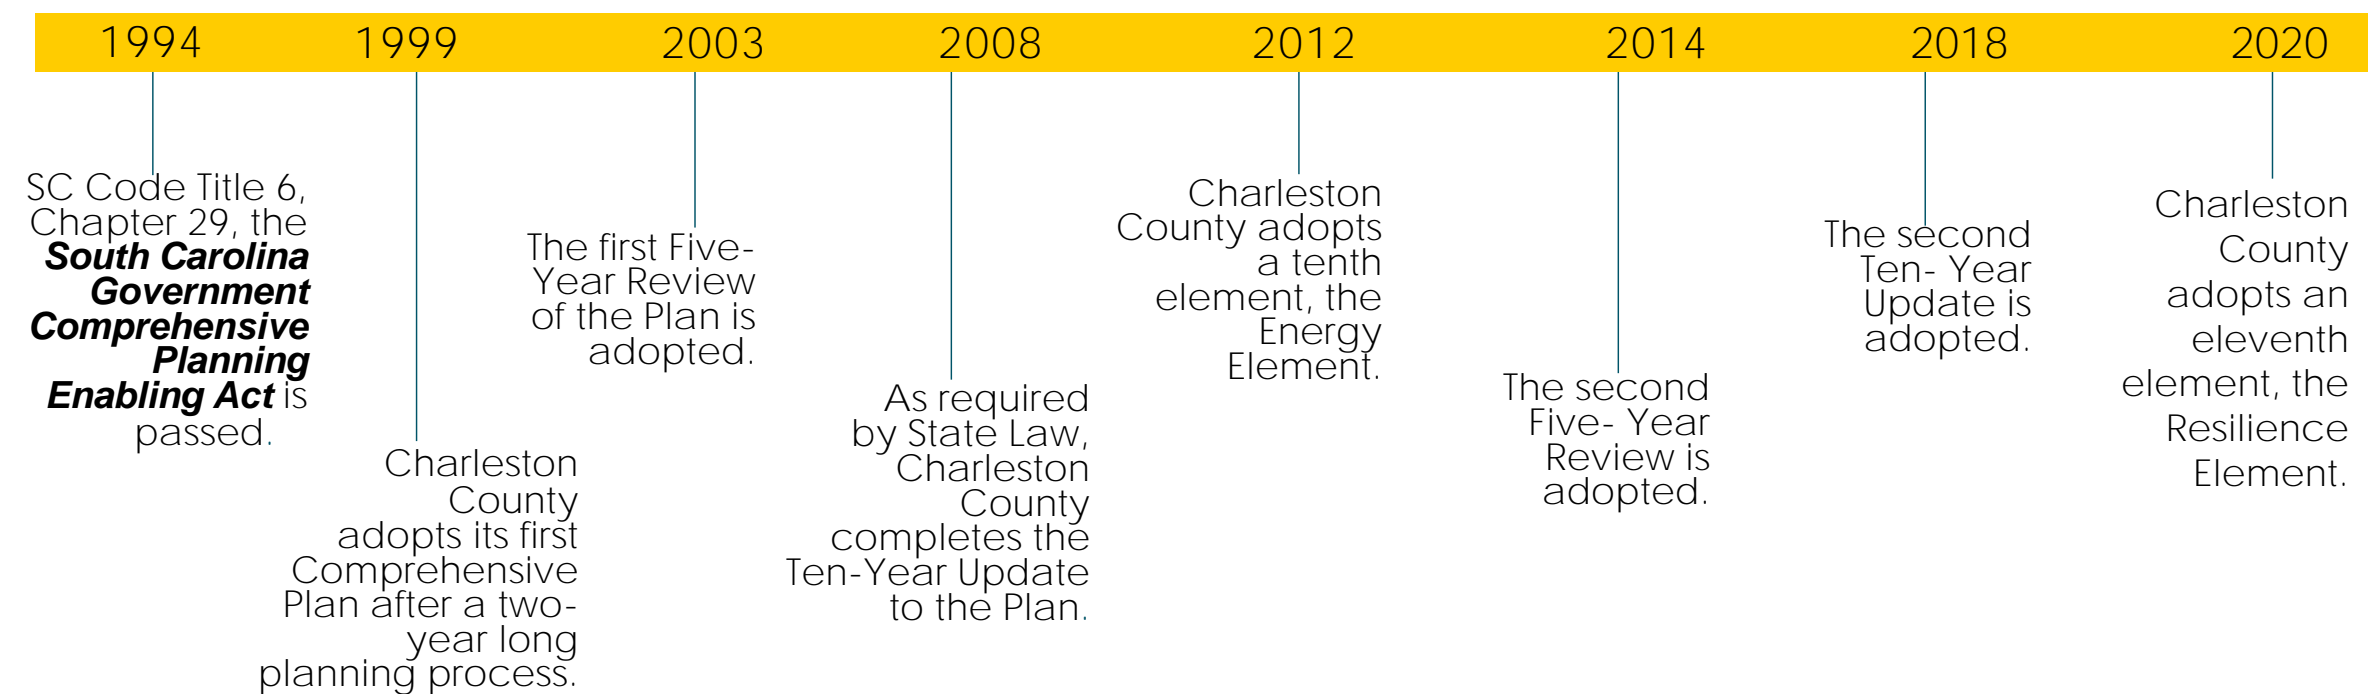 1994 1999 2003 2008 2012 2014 2018 2020
SC Code Title 6,
Chapter 29, the
South Carolina
Government
Comprehensive
Planning
Enabling Act is
passed.
Charleston
County
adopts its first
Comprehensive
Plan after a two-
year long
planning process.
The first Five-
Year Review
of the Plan is
adopted.
As required
by State Law,
Charleston
County
completes the
Ten-Year Update
to the Plan.
Charleston
County adopts
a tenth
element, the
Energy
Element.
The second
Five- Year
Review is
adopted.
The second
Ten- Year
Update is
adopted.
Charleston
County
adopts an
eleventh
element, the
Resilience
Element.